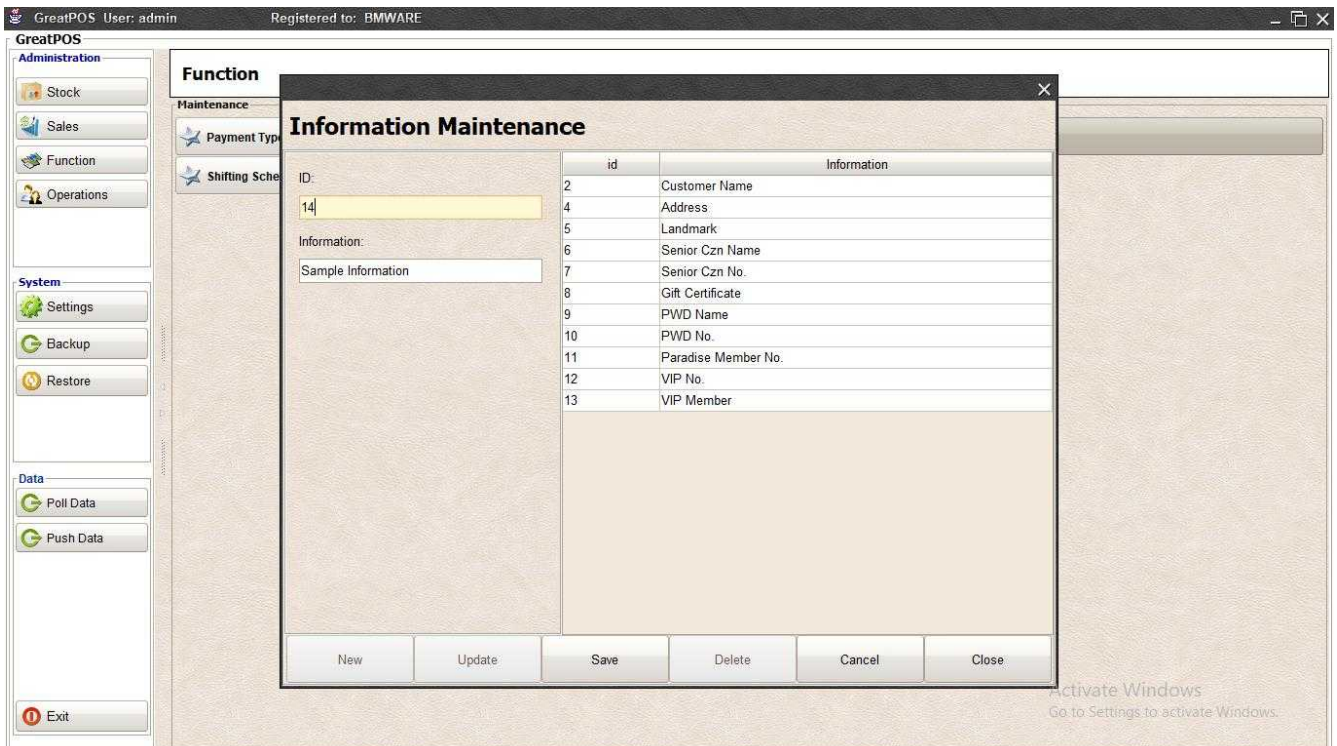 GreatPOS User: admin Registered to: BMWARE
GreatPOS
Administration
Stock
Sales
Function
Operations
System
Settings
Backup
Restore
Data
Poll Data
Push Data
Exit
Function
Maintenance
Payment Type
Shifting Sche
Information Maintenance
ID:
14
Information:
Sample Information
id Information
2 Customer Name
4 Address
5 Landmark
6 Senior Czn Name
7 Senior Czn No.
8 Gift Certificate
9 PWD Name
10 PWD No.
11 Paradise Member No.
12 VIP No.
13 VIP Member
New Update Save Delete Cancel Close
Activate Windows
Go to Settings to activate Windows.